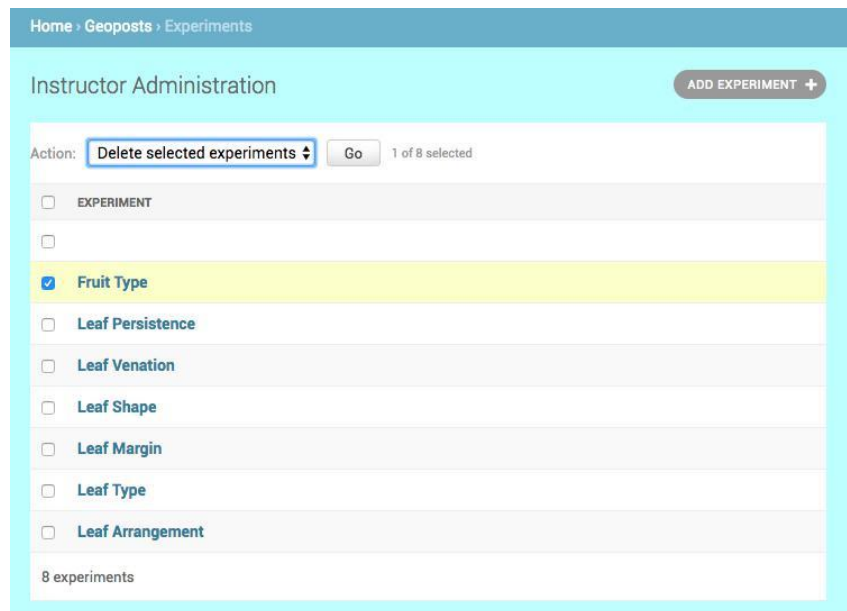 Home › Geoposts › Experiments
Instructor Administration
ADD EXPERIMENT +
Action: Delete selected experiments Go 1 of 8 selected
EXPERIMENT
Fruit Type
Leaf Persistence
Leaf Venation
Leaf Shape
Leaf Margin
Leaf Type
Leaf Arrangement
8 experiments